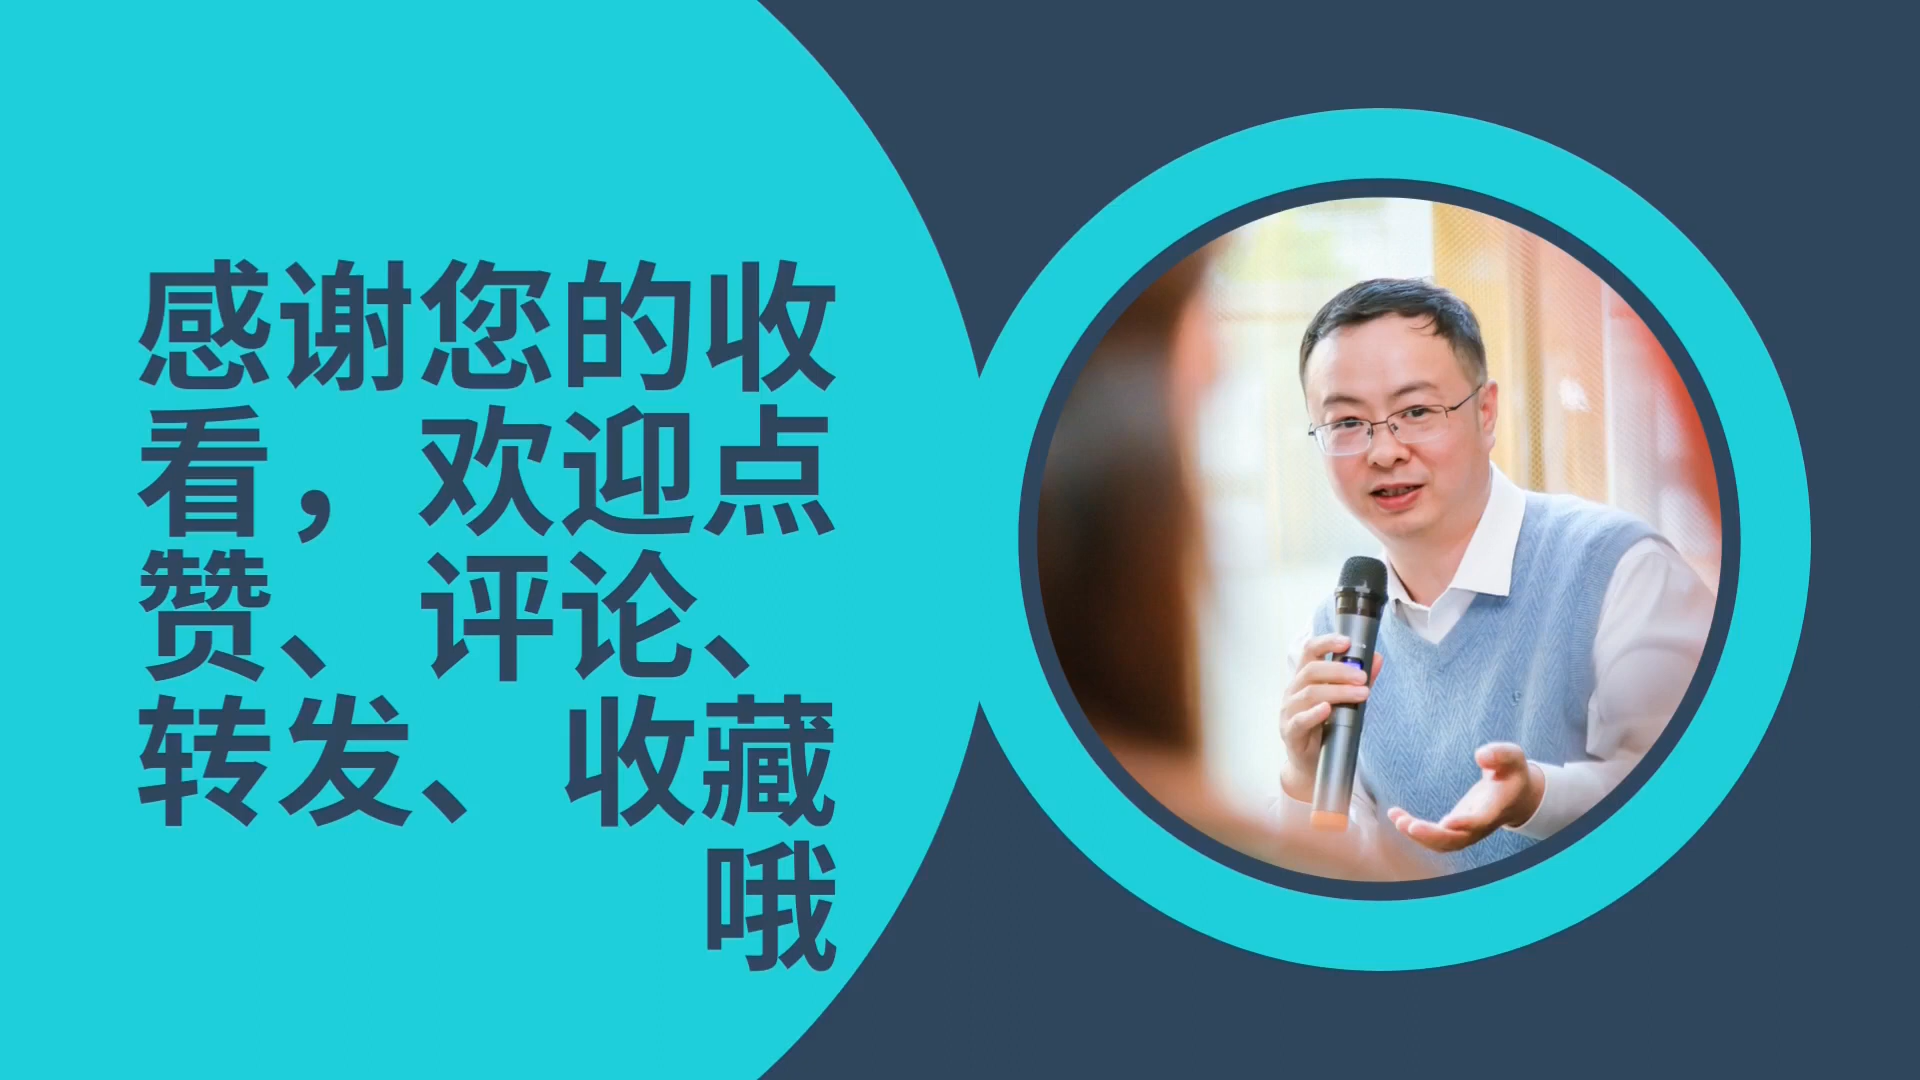 感谢您的收
看，欢迎点
赞、评论、
转发、收藏
哦